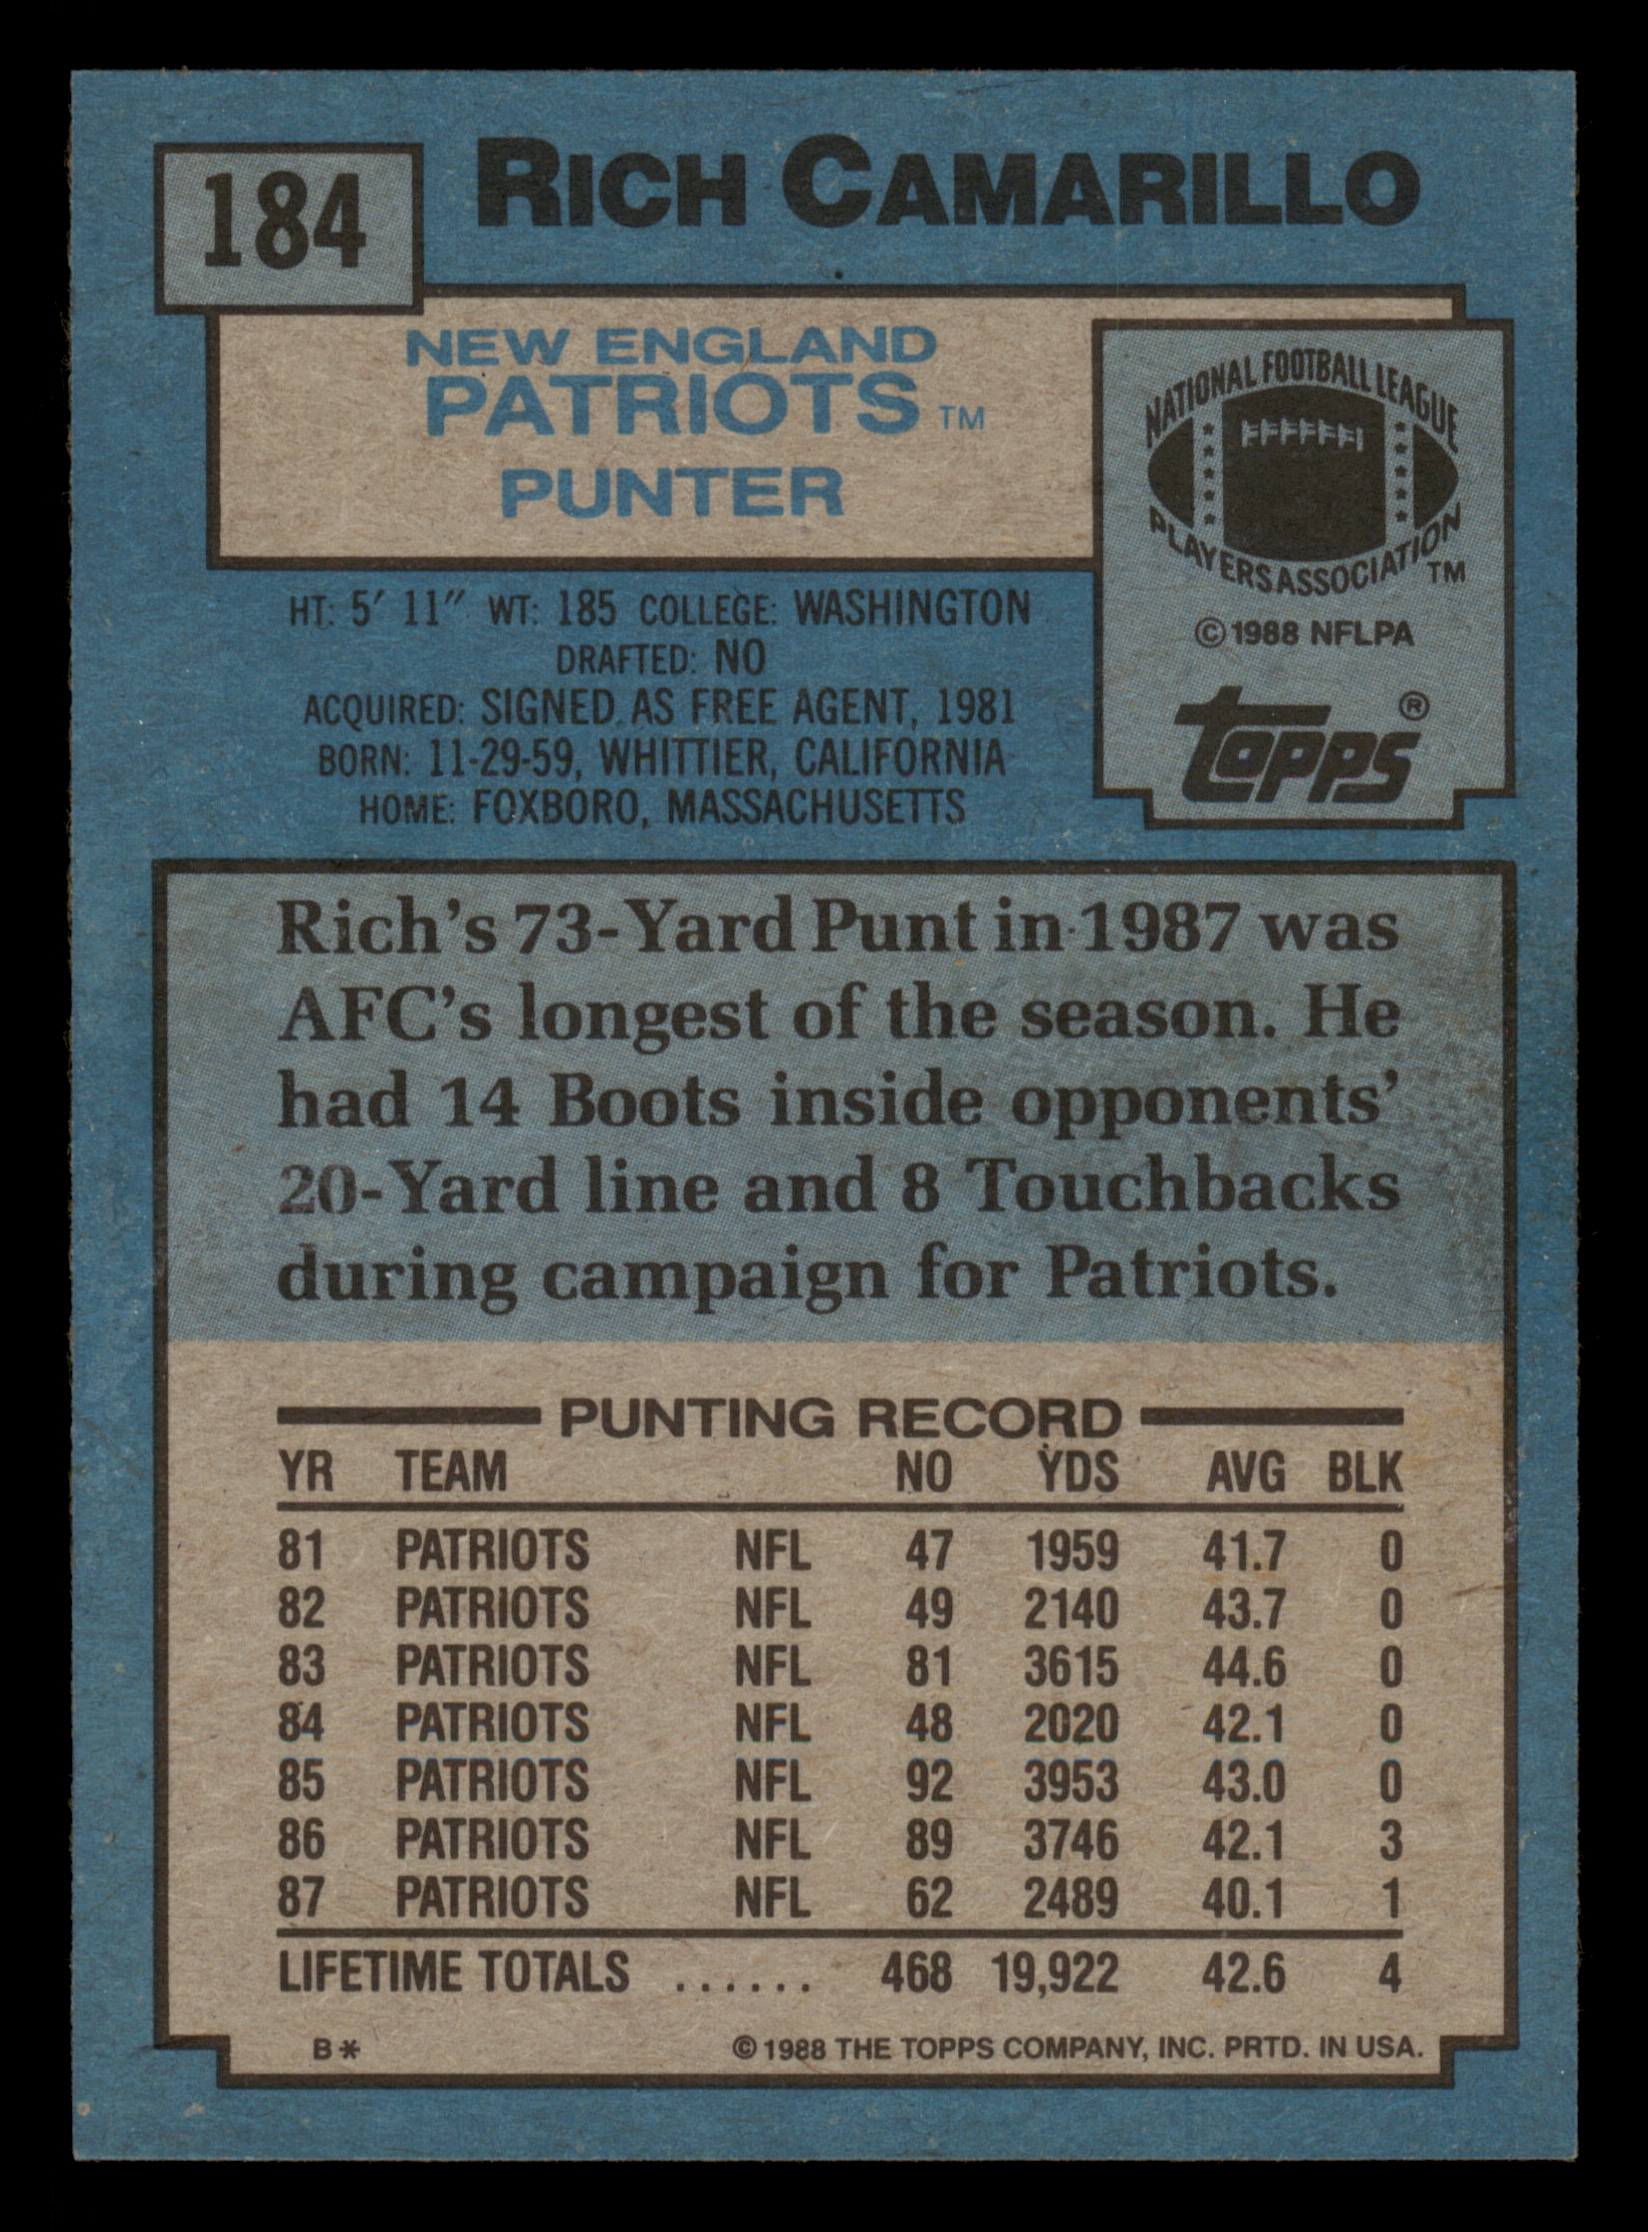 184
RICH CAMARILLO
NEW ENGLAND
PATRIOTS ™
PUNTER
NATIONAL FOOTBALL LEAGUE
PLAYERS ASSOCIATION ™
© 1988 NFLPA
topps ®
HT: 5′ 11″ WT: 185 COLLEGE: WASHINGTON
DRAFTED: NO
ACQUIRED: SIGNED AS FREE AGENT, 1981
BORN: 11-29-59, WHITTIER, CALIFORNIA
HOME: FOXBORO, MASSACHUSETTS
Rich's 73-Yard Punt in 1987 was
AFC's longest of the season. He
had 14 Boots inside opponents'
20-Yard line and 8 Touchbacks
during campaign for Patriots.
PUNTING RECORD
YR TEAM NO YDS AVG BLK
81 PATRIOTS NFL 47 1959 41.7 0
82 PATRIOTS NFL 49 2140 43.7 0
83 PATRIOTS NFL 81 3615 44.6 0
84 PATRIOTS NFL 48 2020 42.1 0
85 PATRIOTS NFL 92 3953 43.0 0
86 PATRIOTS NFL 89 3746 42.1 3
87 PATRIOTS NFL 62 2489 40.1 1
LIFETIME TOTALS ...... 468 19,922 42.6 4
B* © 1988 THE TOPPS COMPANY, INC. PRTD. IN USA.